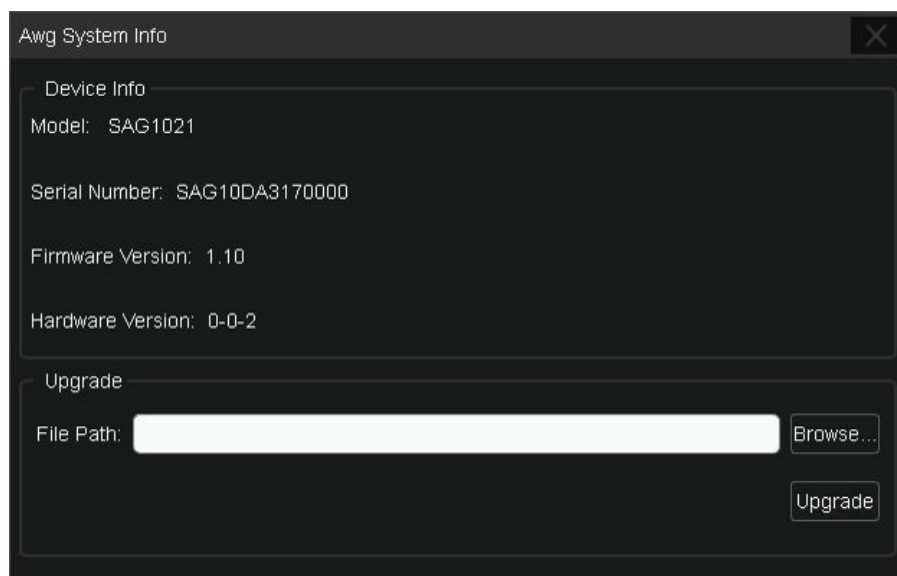 Awg System Info
Device Info
Model: SAG1021
Serial Number: SAG10DA3170000
Firmware Version: 1.10
Hardware Version: 0-0-2
Upgrade
File Path: Browse...
Upgrade